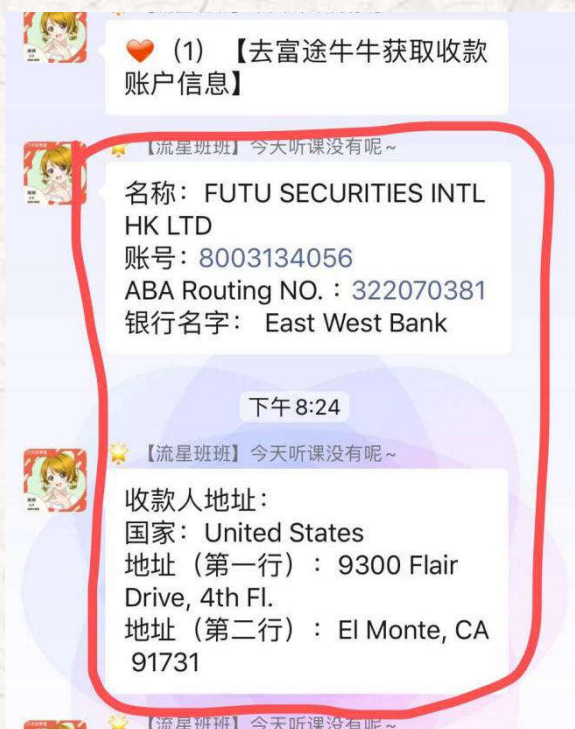 ❤️（1）【去富途牛牛获取收款
账户信息】
【流星班班】今天听课没有呢~
名称：FUTU SECURITIES INTL
HK LTD
账号：8003134056
ABA Routing NO.：322070381
银行名字： East West Bank
下午8:24
【流星班班】今天听课没有呢~
收款人地址：
国家：United States
地址（第一行）：9300 Flair
Drive, 4th Fl.
地址（第二行）：El Monte, CA
91731
【流星班班】今天听课没有呢~